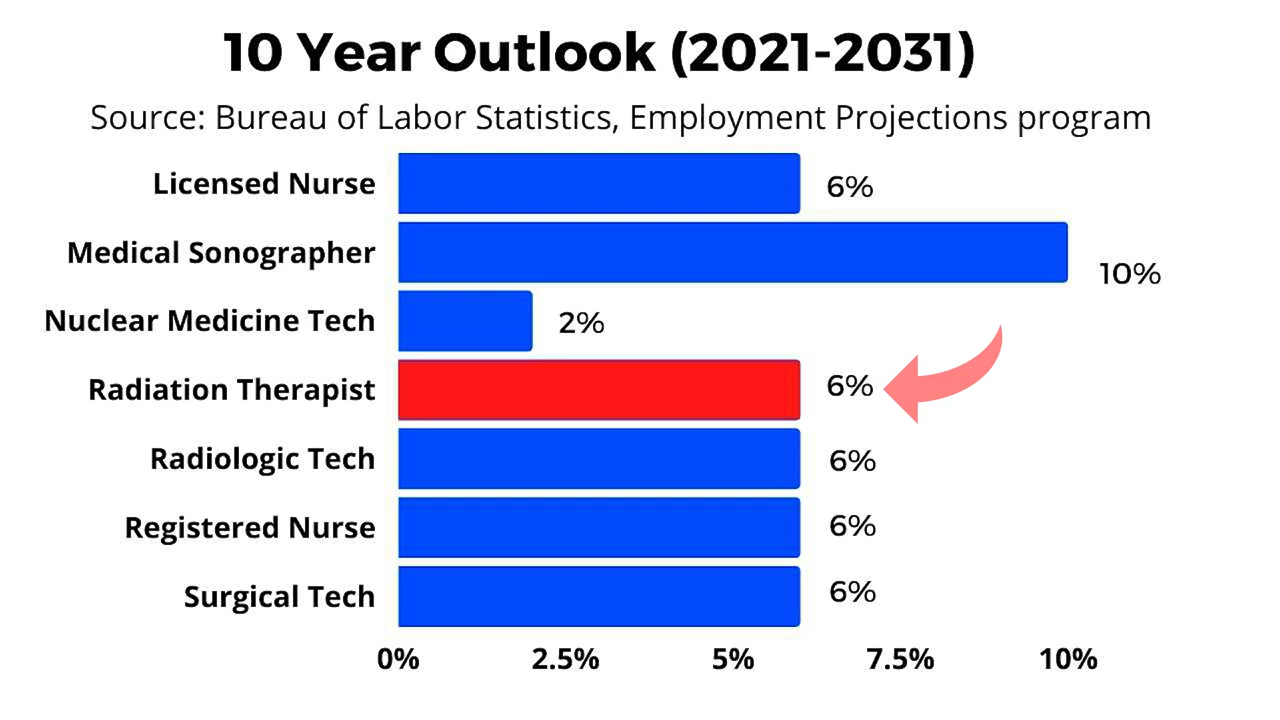 10 Year Outlook (2021-2031)
Source: Bureau of Labor Statistics, Employment Projections program
Licensed Nurse 6%
Medical Sonographer 10%
Nuclear Medicine Tech 2%
Radiation Therapist 6%
Radiologic Tech 6%
Registered Nurse 6%
Surgical Tech 6%
0% 2.5% 5% 7.5% 10%